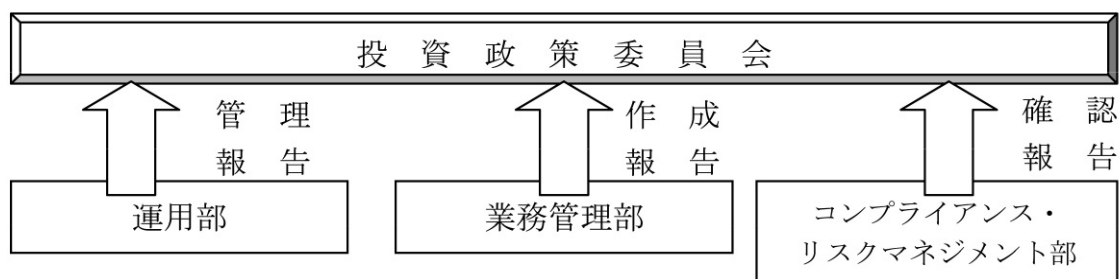 投資政策委員会
管理
報告
作成
報告
確認
報告
運用部
業務管理部
コンプライアンス・
リスクマネジメント部